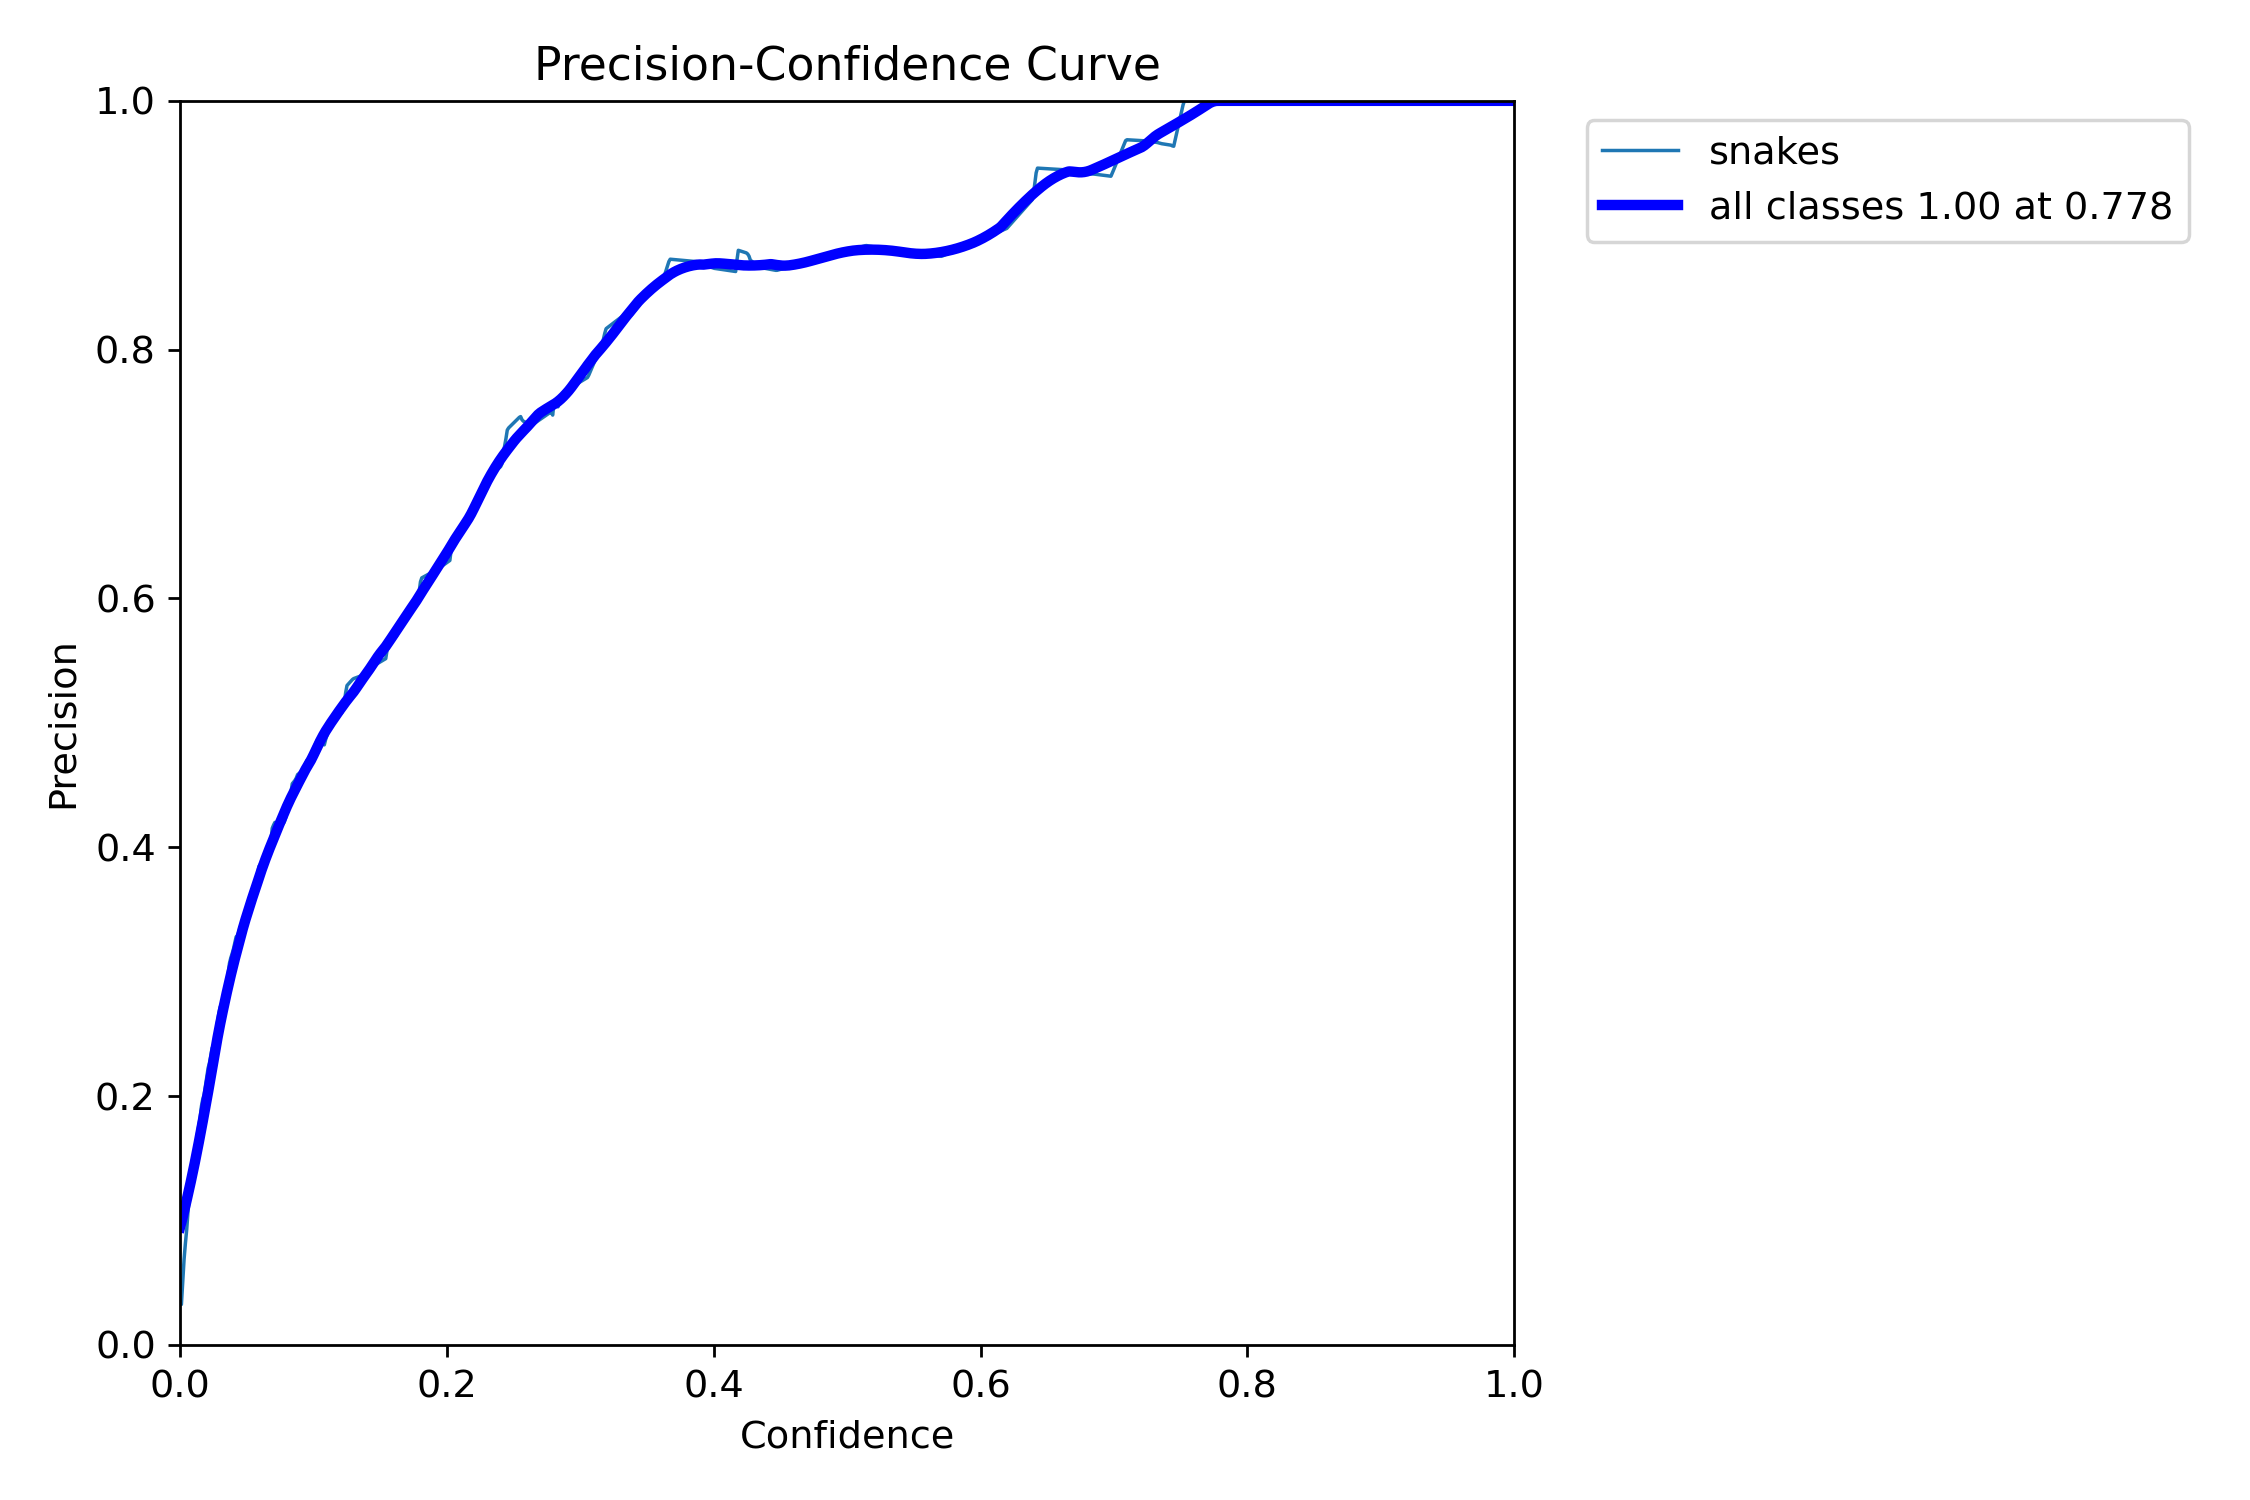 Precision-Confidence Curve
1.0
0.8
0.6
0.4
0.2
0.0
Precision
0.0 0.2 0.4 0.6 0.8 1.0
Confidence
snakes
all classes 1.00 at 0.778